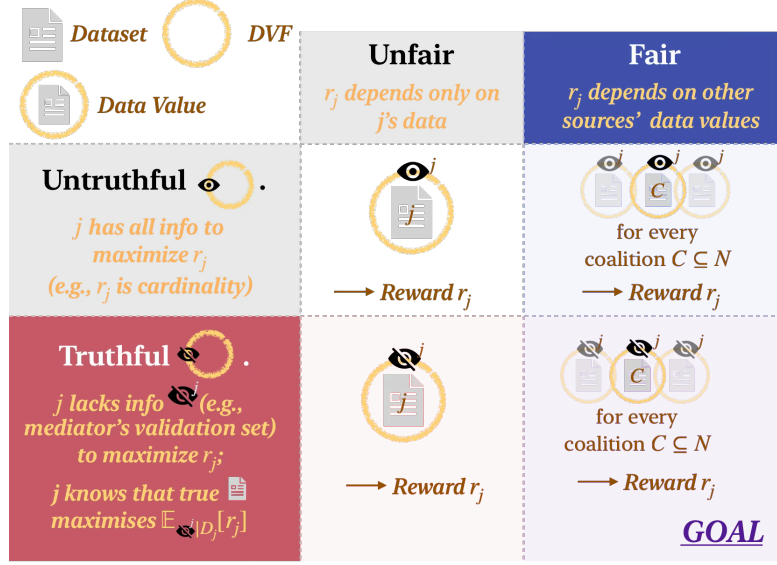 Dataset
DVF
Data Value
Unfair
r_j depends only on
j's data
Fair
r_j depends on other
sources' data values
Untruthful .
j has all info to
maximize r_j
(e.g., r_j is cardinality)
j
j
Reward r_j
j
j
j
C
for every
coalition C ⊆ N
Reward r_j
Truthful .
j lacks info j (e.g.,
mediator's validation set)
to maximize r_j;
j knows that true
maximises 𝔼 j|D_j [r_j]
j
j
Reward r_j
j
j
j
C
for every
coalition C ⊆ N
Reward r_j
GOAL